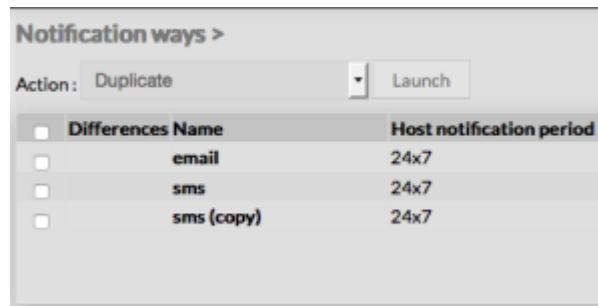 Notification ways >
Action : Duplicate Launch
Differences Name Host notification period
email 24x7
sms 24x7
sms (copy) 24x7